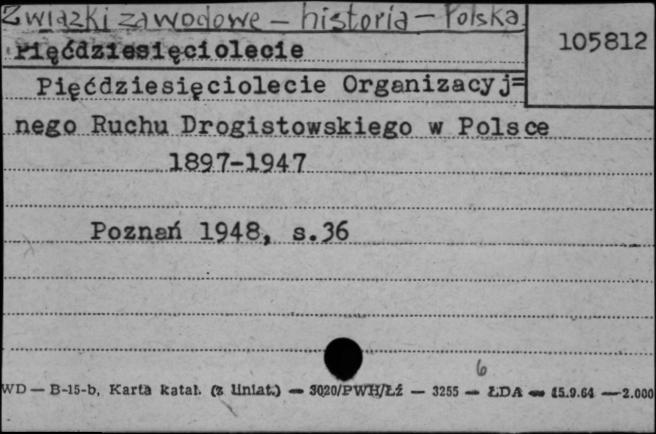 Związki zawodowe - historia - Polska
105812
Pięćdziesięciolecie
Pięćdziesięciolecie Organizacyj=
nego Ruchu Drogistowskiego w Polsce
1897-1947
Poznań 1948, s.36
6
WD — B-15-b, Karta katal. (z liniat.) — 3020/PWH/Łź — 3255 — ŁDA — 15.9.64 — 2.000